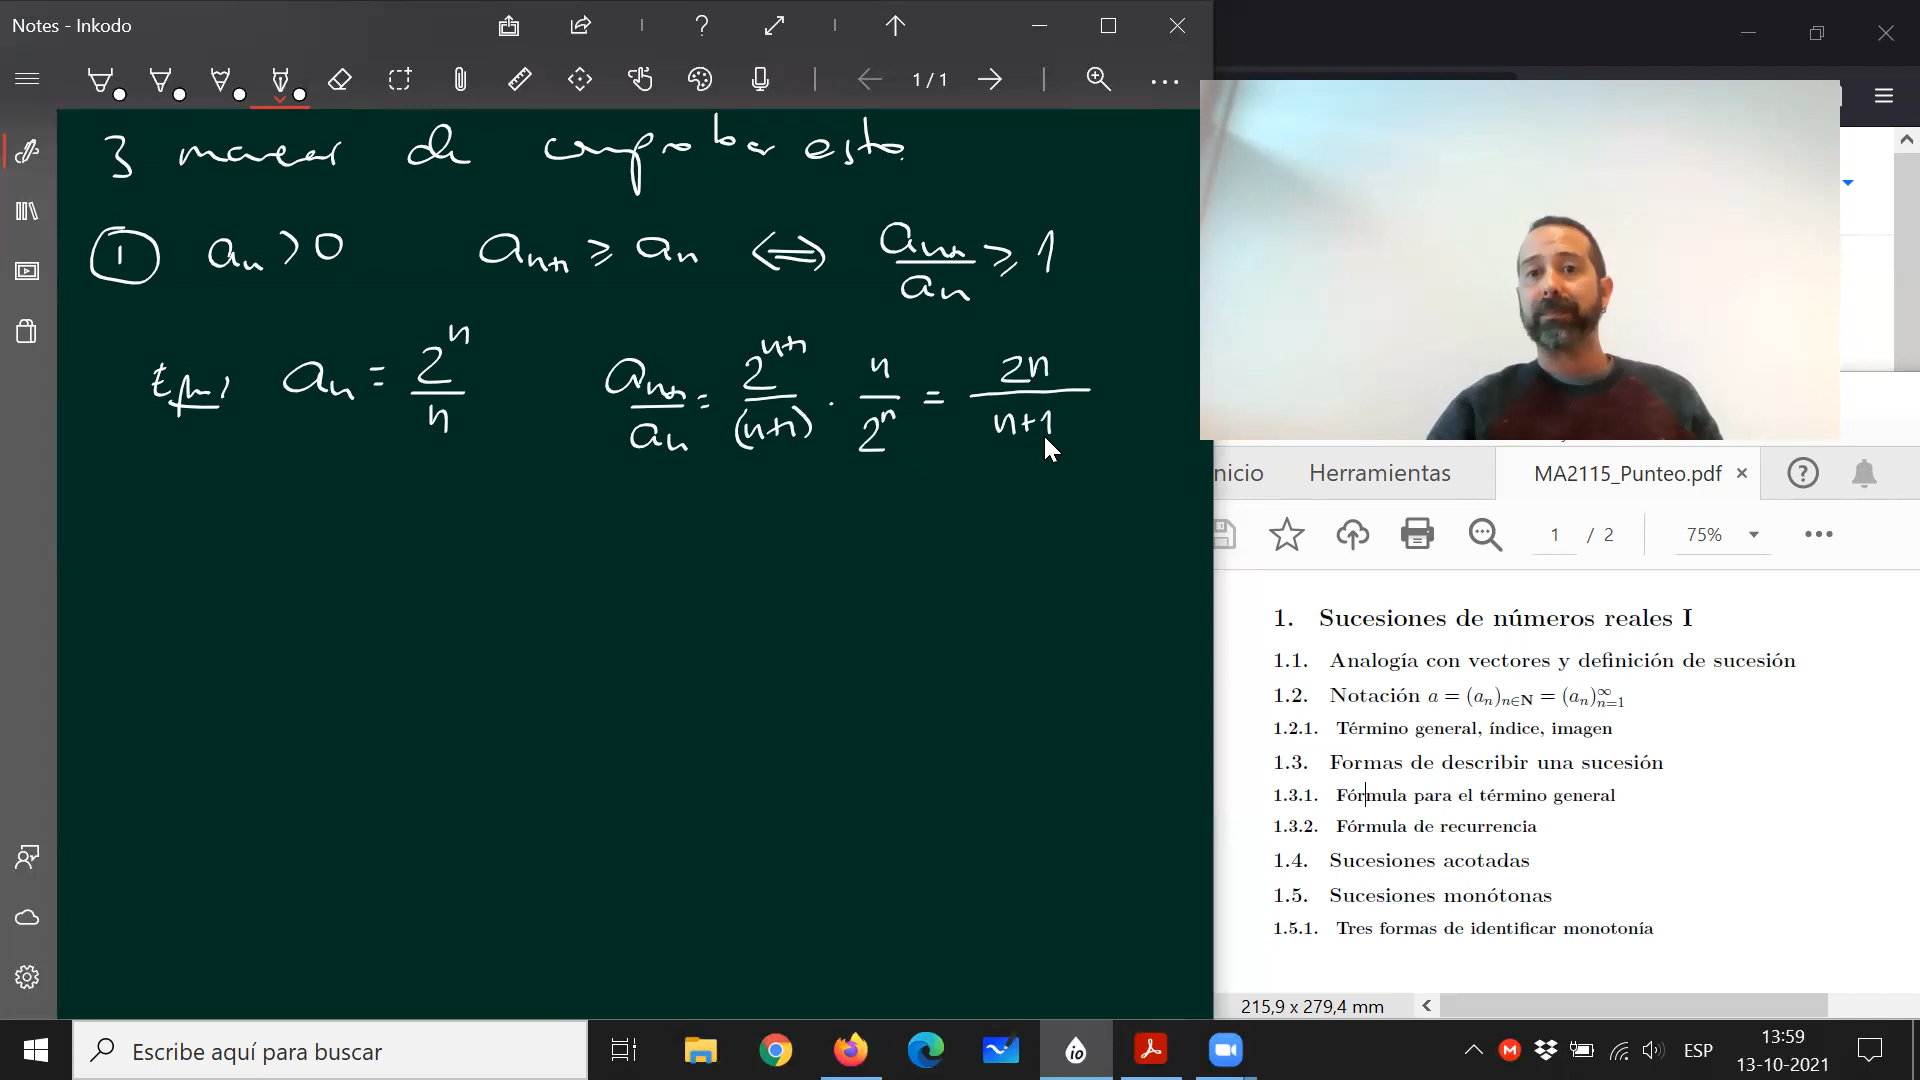 Notes - Inkodo
1 / 1
3 maneras de comprobar esto.
1 aₙ > 0 aₙ₊₁ ≥ aₙ ⟺ aₙ₊₁/aₙ ≥ 1
aₙ = 2ⁿ/n aₙ₊₁/aₙ = 2ⁿ⁺¹/(n+1) · n/2ⁿ = 2n/n+1
nicio Herramientas MA2115_Punteo.pdf ×
1 / 2 75%
1. Sucesiones de números reales I
1.1. Analogía con vectores y definición de sucesión
1.2. Notación a = (aₙ)ₙ∈N = (aₙ)∞ₙ₌₁
1.2.1. Término general, índice, imagen
1.3. Formas de describir una sucesión
1.3.1. Fórmula para el término general
1.3.2. Fórmula de recurrencia
1.4. Sucesiones acotadas
1.5. Sucesiones monótonas
1.5.1. Tres formas de identificar monotonía
215,9 x 279,4 mm
Escribe aquí para buscar
io
M
ESP
13:59
13-10-2021